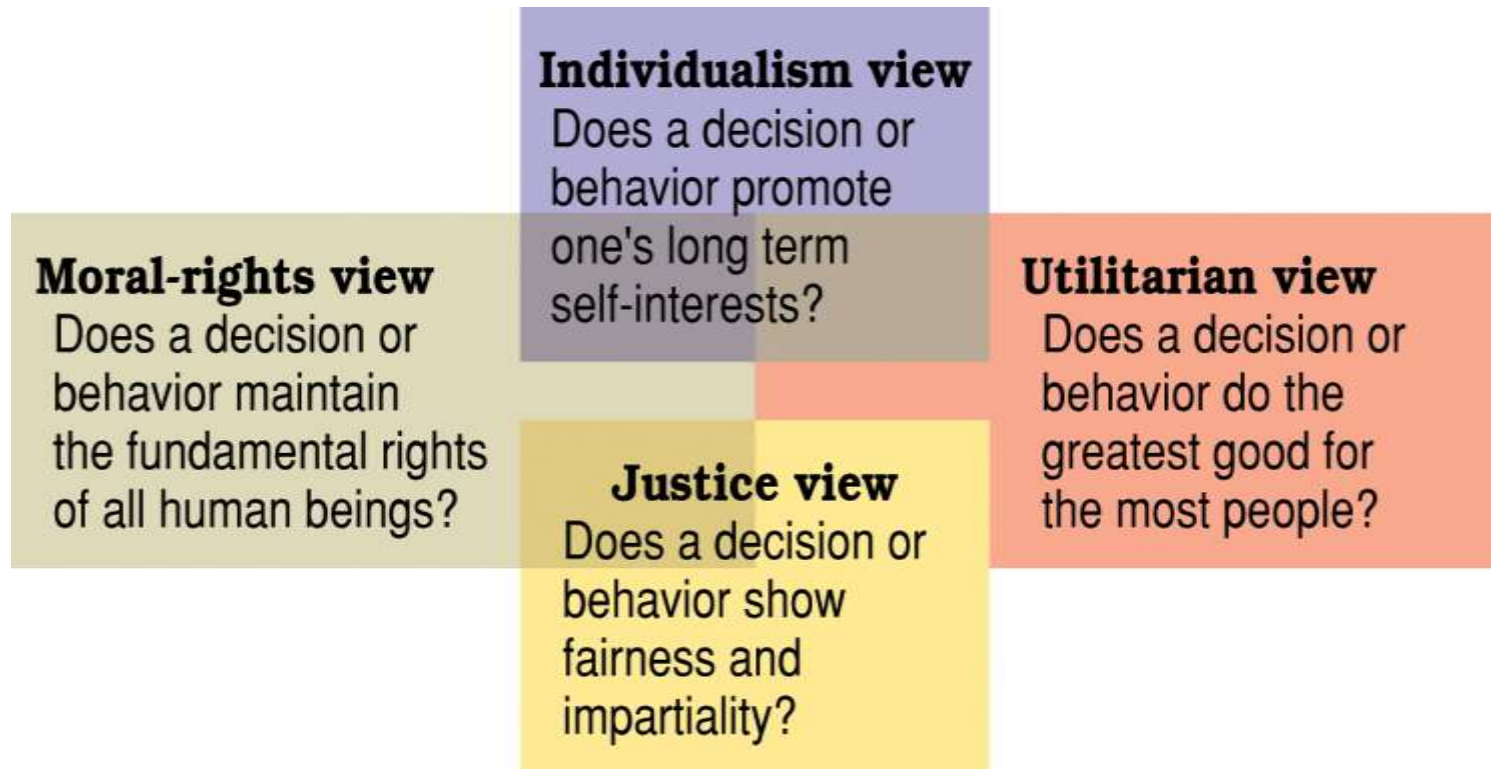 Individualism view
Does a decision or
behavior promote
one's long term
self-interests?
Moral-rights view
Does a decision or
behavior maintain
the fundamental rights
of all human beings?
Utilitarian view
Does a decision or
behavior do the
greatest good for
the most people?
Justice view
Does a decision or
behavior show
fairness and
impartiality?